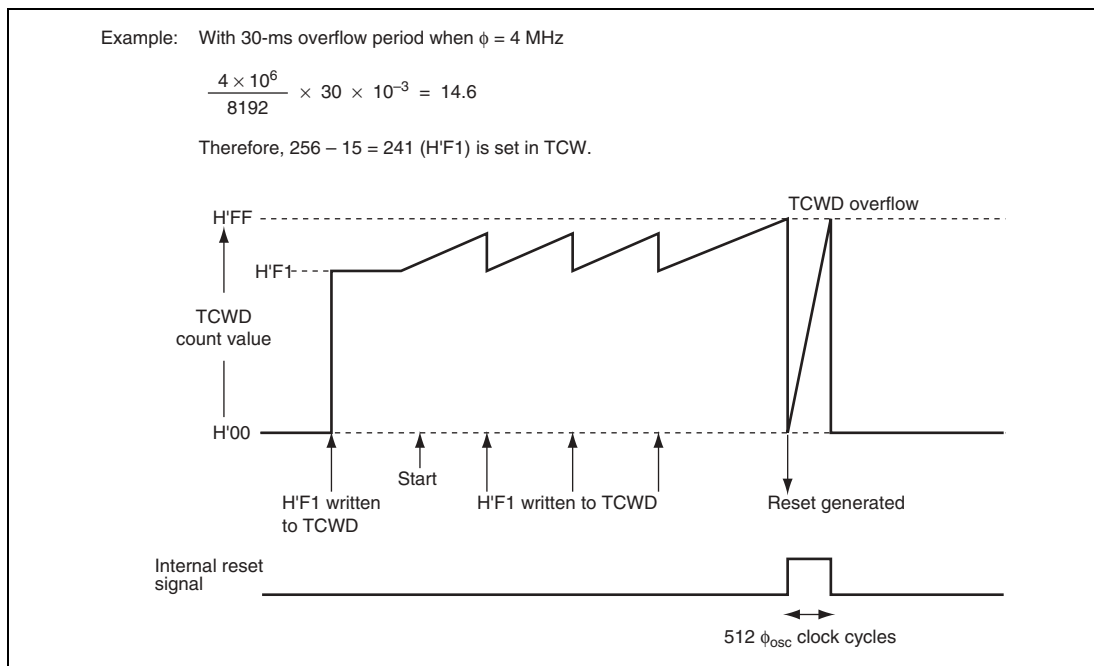 Example: With 30-ms overflow period when ϕ = 4 MHz
4 × 10⁶
8192
× 30 × 10⁻³ = 14.6
Therefore, 256 – 15 = 241 (H'F1) is set in TCW.
TCWD overflow
H'FF
H'F1
TCWD
count value
H'00
Start
H'F1 written
to TCWD
H'F1 written to TCWD
Reset generated
Internal reset
signal
512 ϕosc clock cycles